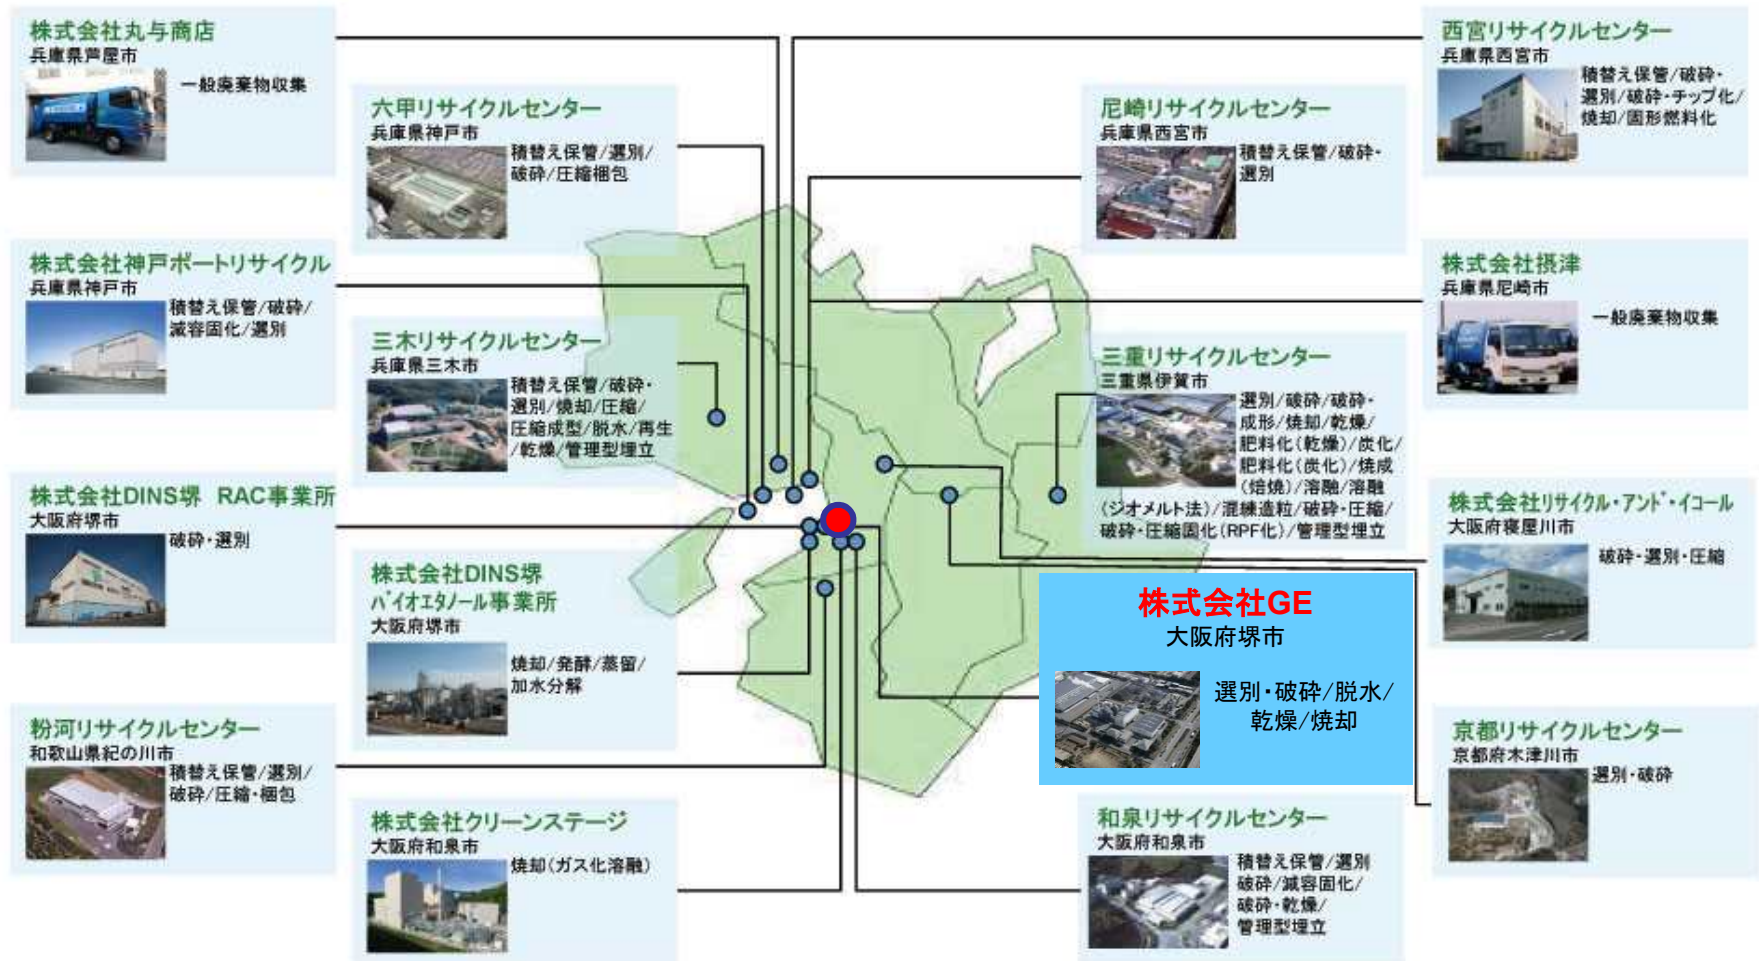 株式会社丸与商店
兵庫県芦屋市
一般廃棄物収集
六甲リサイクルセンター
兵庫県神戸市
積替え保管/選別/
破砕/圧縮梱包
尼崎リサイクルセンター
兵庫県西宮市
積替え保管/破砕・
選別
西宮リサイクルセンター
兵庫県西宮市
積替え保管/破砕・
選別/破砕・チップ化/
焼却/固形燃料化
株式会社神戸ポートリサイクル
兵庫県神戸市
積替え保管/破砕/
減容固化/選別
三木リサイクルセンター
兵庫県三木市
積替え保管/破砕・
選別/焼却/圧縮/
圧縮成型/脱水/再生
/乾燥/管理型埋立
三重リサイクルセンター
三重県伊賀市
選別/破砕/破砕・
成形/焼却/乾燥/
肥料化(乾燥)/炭化/
肥料化(炭化)/焼成
(焙焼)/溶融/溶融
(ジオメルト法)/混練造粒/破砕・圧縮/
破砕・圧縮固化(RPF化)/管理型埋立
株式会社摂津
兵庫県尼崎市
一般廃棄物収集
株式会社DINS堺 RAC事業所
大阪府堺市
破砕・選別
株式会社DINS堺
バイオエタノール事業所
大阪府堺市
焼却/発酵/蒸留/
加水分解
株式会社GE
大阪府堺市
選別・破砕/脱水/
乾燥/焼却
株式会社リサイクル・アンド・イコール
大阪府寝屋川市
破砕・選別・圧縮
粉河リサイクルセンター
和歌山県紀の川市
積替え保管/選別/
破砕/圧縮・梱包
株式会社クリーンステージ
大阪府和泉市
焼却(ガス化溶融)
和泉リサイクルセンター
大阪府和泉市
積替え保管/選別
破砕/減容固化/
破砕・乾燥/
管理型埋立
京都リサイクルセンター
京都府木津川市
選別・破砕